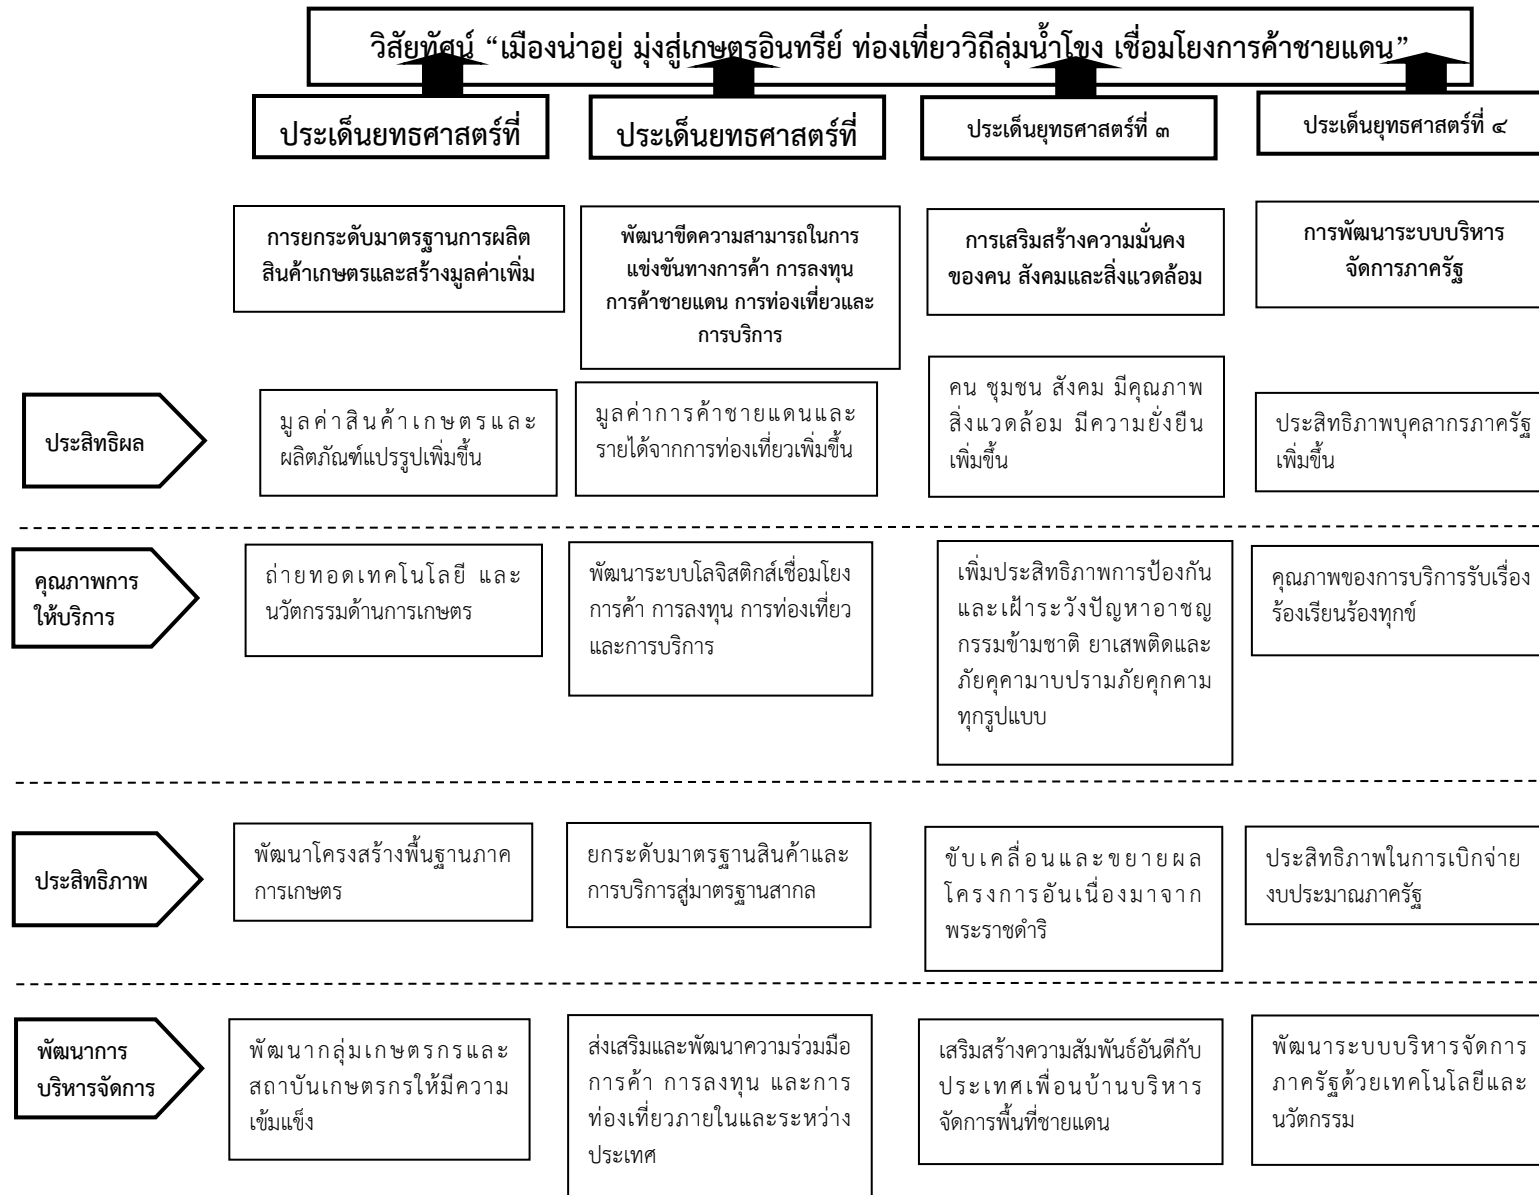 วิสัยทัศน์ “เมืองน่าอยู่ มุ่งสู่เกษตรอินทรีย์ ท่องเที่ยววิถีลุ่มน้ำโขง เชื่อมโยงการค้าชายแดน”
ประเด็นยทธศาสตร์ที่
ประเด็นยทธศาสตร์ที่
ประเด็นยุทธศาสตร์ที่ ๓
ประเด็นยุทธศาสตร์ที่ ๔
การยกระดับมาตรฐานการผลิต
สินค้าเกษตรและสร้างมูลค่าเพิ่ม
พัฒนาขีดความสามารถในการ
แข่งขันทางการค้า การลงทุน
การค้าชายแดน การท่องเที่ยวและ
การบริการ
การเสริมสร้างความมั่นคง
ของคน สังคมและสิ่งแวดล้อม
การพัฒนาระบบบริหาร
จัดการภาครัฐ
ประสิทธิผล
มูลค่าสินค้าเกษตรและ
ผลิตภัณฑ์แปรรูปเพิ่มขึ้น
มูลค่าการค้าชายแดนและ
รายได้จากการท่องเที่ยวเพิ่มขึ้น
คน ชุมชน สังคม มีคุณภาพ
สิ่งแวดล้อม มีความยั่งยืน
เพิ่มขึ้น
ประสิทธิภาพบุคลากรภาครัฐ
เพิ่มขึ้น
คุณภาพการ
ให้บริการ
ถ่ายทอดเทคโนโลยี และ
นวัตกรรมด้านการเกษตร
พัฒนาระบบโลจิสติกส์เชื่อมโยง
การค้า การลงทุน การท่องเที่ยว
และการบริการ
เพิ่มประสิทธิภาพการป้องกัน
และเฝ้าระวังปัญหาอาชญ
กรรมข้ามชาติ ยาเสพติดและ
ภัยคุคามาบปรามภัยคุกคาม
ทุกรูปแบบ
คุณภาพของการบริการรับเรื่อง
ร้องเรียนร้องทุกข์
ประสิทธิภาพ
พัฒนาโครงสร้างพื้นฐานภาค
การเกษตร
ยกระดับมาตรฐานสินค้าและ
การบริการสู่มาตรฐานสากล
ขับเคลื่อนและขยายผล
โครงการอันเนื่องมาจาก
พระราชดำริ
ประสิทธิภาพในการเบิกจ่าย
งบประมาณภาครัฐ
พัฒนาการ
บริหารจัดการ
พัฒนากลุ่มเกษตรกรและ
สถาบันเกษตรกรให้มีความ
เข้มแข็ง
ส่งเสริมและพัฒนาความร่วมมือ
การค้า การลงทุน และการ
ท่องเที่ยวภายในและระหว่าง
ประเทศ
เสริมสร้างความสัมพันธ์อันดีกับ
ประเทศเพื่อนบ้านบริหาร
จัดการพื้นที่ชายแดน
พัฒนาระบบบริหารจัดการ
ภาครัฐด้วยเทคโนโลยีและ
นวัตกรรม